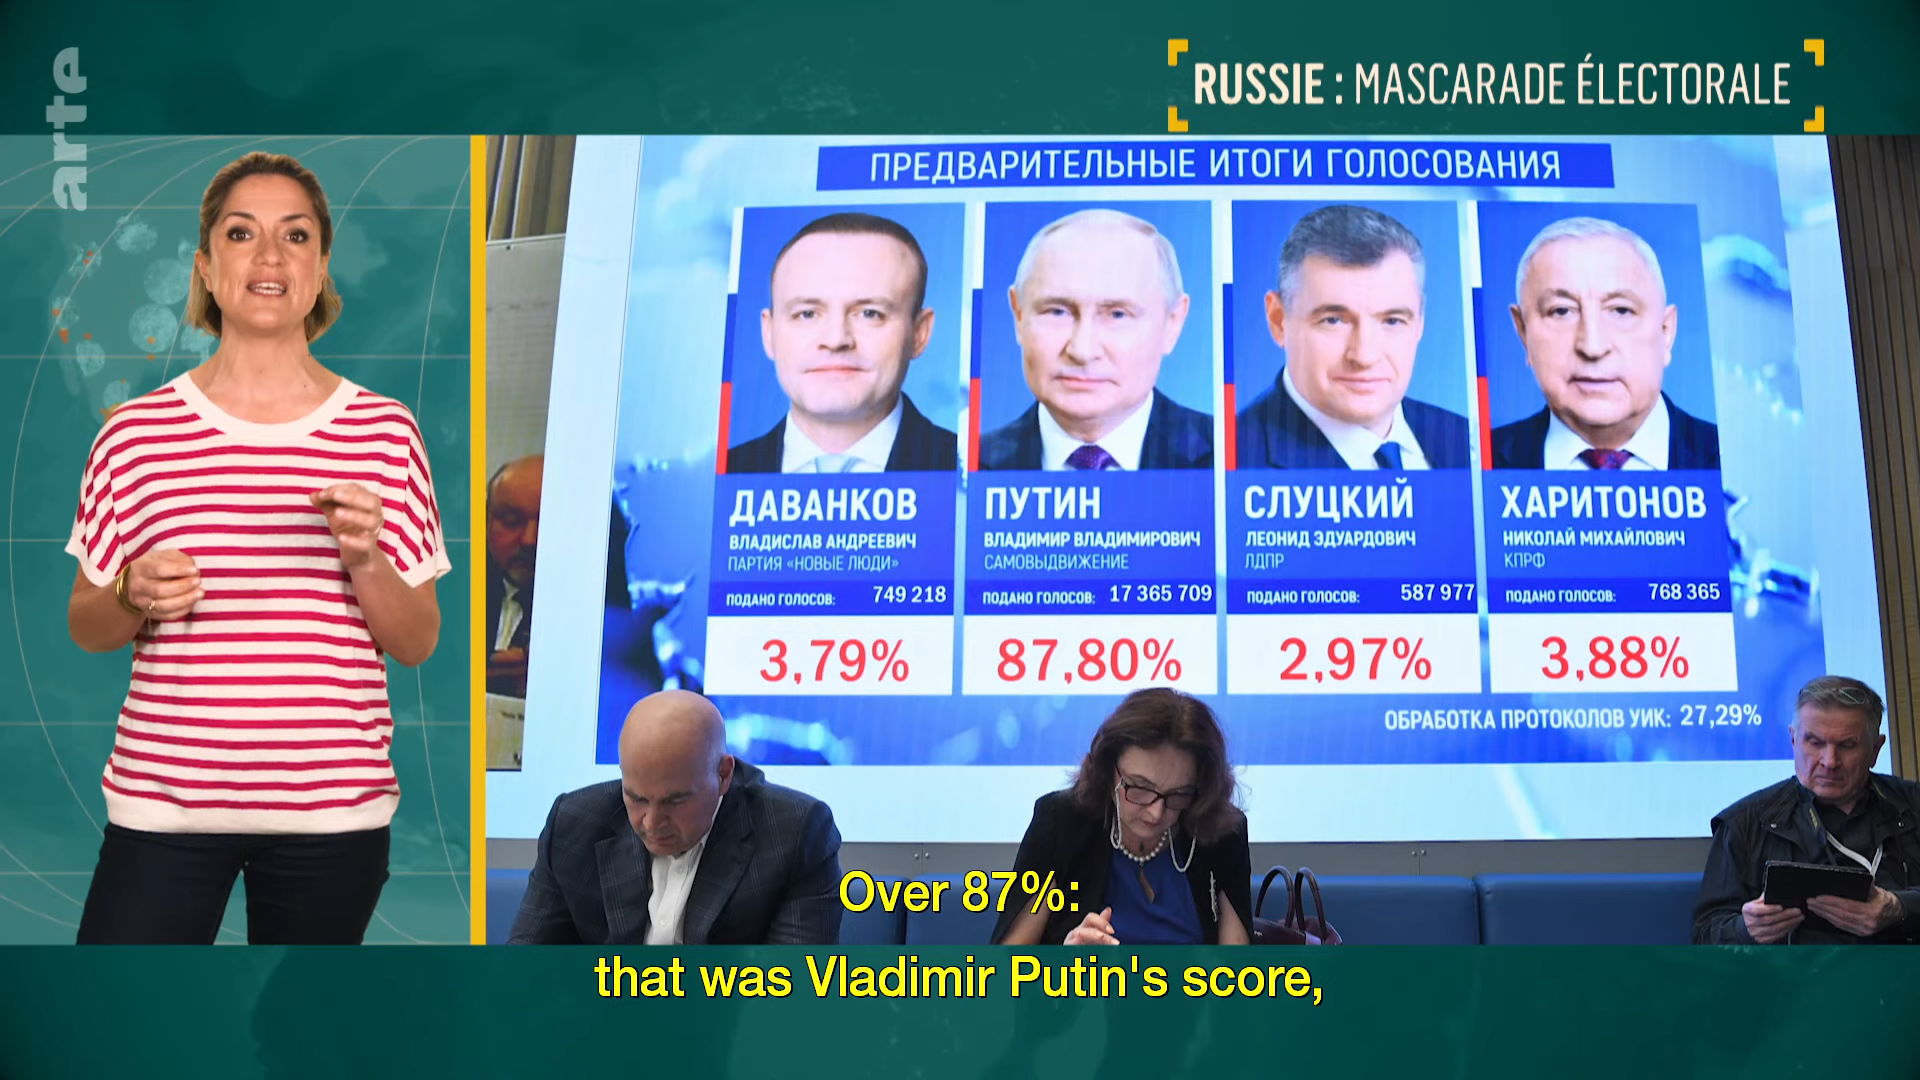 arte
RUSSIE : MASCARADE ÉLECTORALE
ПРЕДВАРИТЕЛЬНЫЕ ИТОГИ ГОЛОСОВАНИЯ
ДАВАНКОВ
ВЛАДИСЛАВ АНДРЕЕВИЧ
ПАРТИЯ «НОВЫЕ ЛЮДИ»
ПОДАНО ГОЛОСОВ: 749 218
3,79%
ПУТИН
ВЛАДИМИР ВЛАДИМИРОВИЧ
САМОВЫДВИЖЕНИЕ
ПОДАНО ГОЛОСОВ: 17 365 709
87,80%
СЛУЦКИЙ
ЛЕОНИД ЭДУАРДОВИЧ
ЛДПР
ПОДАНО ГОЛОСОВ: 587 977
2,97%
ХАРИТОНОВ
НИКОЛАЙ МИХАЙЛОВИЧ
КПРФ
ПОДАНО ГОЛОСОВ: 768 365
3,88%
ОБРАБОТКА ПРОТОКОЛОВ УИК: 27,29%
Over 87%:
that was Vladimir Putin's score,